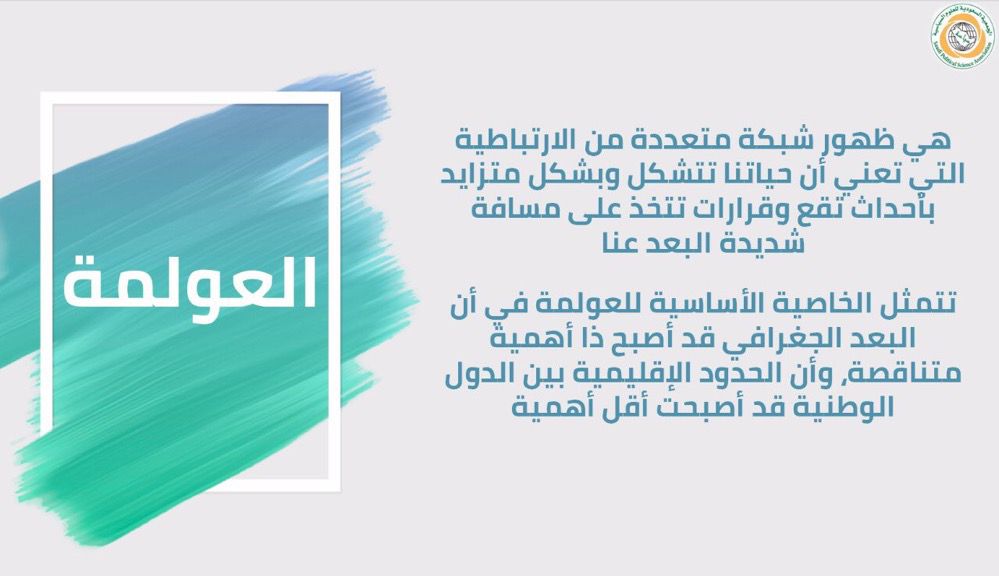 الجمعية السعودية للعلوم السياسية
Saudi Political Science Association
العولمة
هي ظهور شبكة متعددة من الارتباطية
التي تعني أن حياتنا تتشكل وبشكل متزايد
بأحداث تقع وقرارات تتخذ على مسافة
شديدة البعد عنا
تتمثل الخاصية الأساسية للعولمة في أن
البعد الجغرافي قد أصبح ذا أهمية
متناقصة، وأن الحدود الإقليمية بين الدول
الوطنية قد أصبحت أقل أهمية